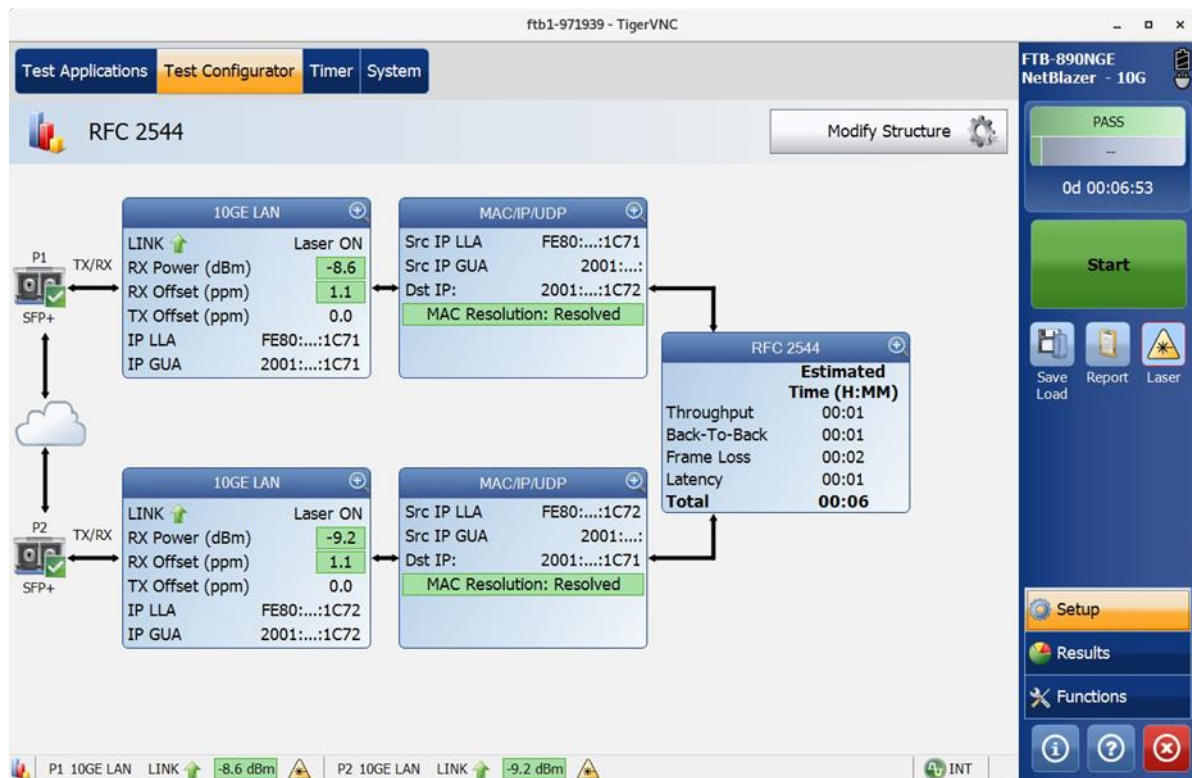 ftb1-971939 - TigerVNC
Test Applications
Test Configurator
Timer
System
FTB-890NGE
NetBlazer - 10G
RFC 2544
Modify Structure
PASS
--
0d 00:06:53
Start
Save
Load
Report
Laser
P1
TX/RX
SFP+
10GE LAN
LINK Laser ON
RX Power (dBm) -8.6
RX Offset (ppm) 1.1
TX Offset (ppm) 0.0
IP LLA FE80:...:1C71
IP GUA 2001:...:1C71
MAC/IP/UDP
Src IP LLA FE80:...:1C71
Src IP GUA 2001:...:
Dst IP: 2001:...:1C72
MAC Resolution: Resolved
RFC 2544
Estimated
Time (H:MM)
Throughput 00:01
Back-To-Back 00:01
Frame Loss 00:02
Latency 00:01
Total 00:06
P2
TX/RX
SFP+
10GE LAN
LINK Laser ON
RX Power (dBm) -9.2
RX Offset (ppm) 1.1
TX Offset (ppm) 0.0
IP LLA FE80:...:1C72
IP GUA 2001:...:1C72
MAC/IP/UDP
Src IP LLA FE80:...:1C72
Src IP GUA 2001:...:
Dst IP: 2001:...:1C71
MAC Resolution: Resolved
Setup
Results
Functions
P1 10GE LAN LINK -8.6 dBm P2 10GE LAN LINK -9.2 dBm INT